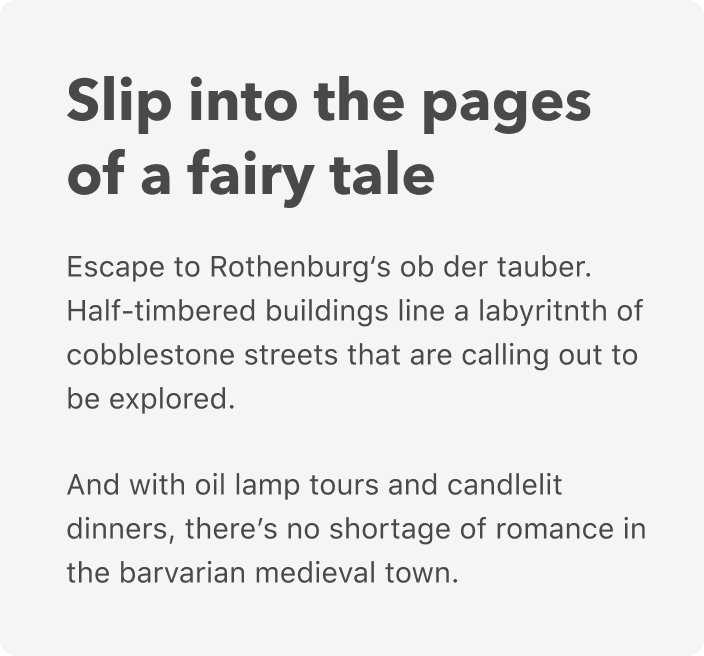 Slip into the pages
of a fairy tale
Escape to Rothenburg‘s ob der tauber.
Half-timbered buildings line a labyritnth of
cobblestone streets that are calling out to
be explored.
And with oil lamp tours and candlelit
dinners, there’s no shortage of romance in
the barvarian medieval town.